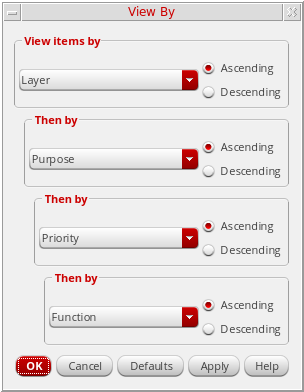 View By
View items by
Layer
Ascending
Descending
Then by
Purpose
Ascending
Descending
Then by
Priority
Ascending
Descending
Then by
Function
Ascending
Descending
OK Cancel Defaults Apply Help